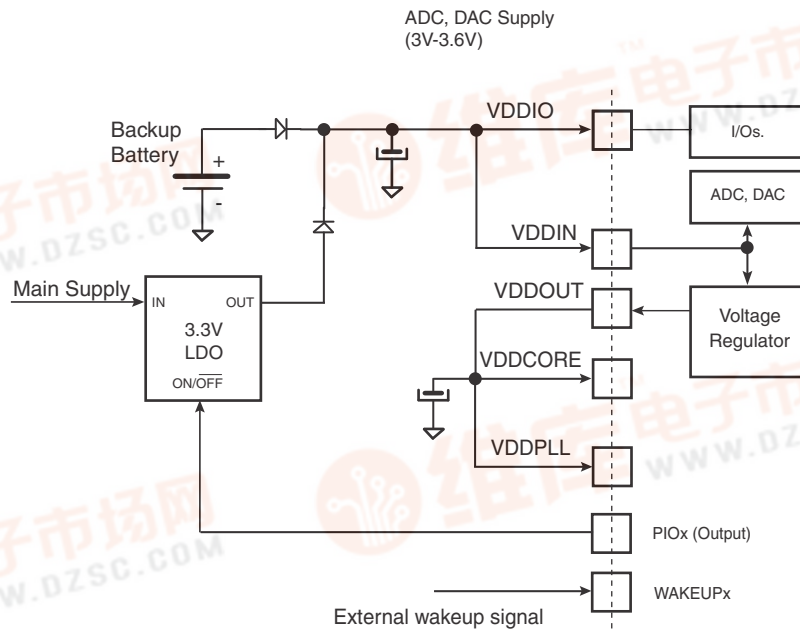 ADC, DAC Supply
(3V-3.6V)
VDDIO
I/Os.
Backup
Battery
+
-
ADC, DAC
VDDIN
VDDOUT
Main Supply
IN
OUT
3.3V
LDO
ON/OFF
Voltage
Regulator
VDDCORE
VDDPLL
PIOx (Output)
WAKEUPx
External wakeup signal
维库电子市场网
WWW.DZSC.COM